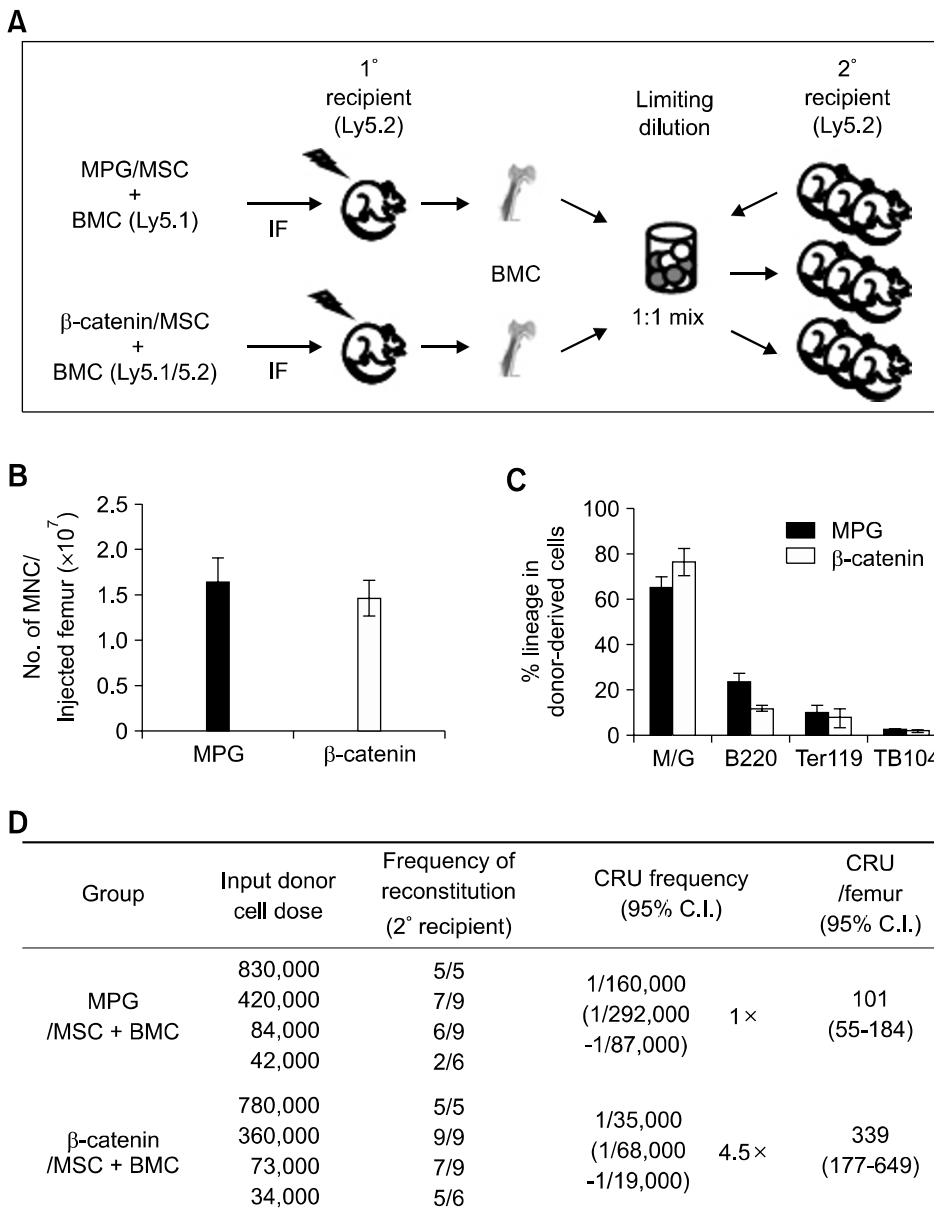 A
1°
recipient
(Ly5.2)
Limiting
dilution
2°
recipient
(Ly5.2)
MPG/MSC
+
BMC (Ly5.1)
IF
BMC
1:1 mix
β-catenin/MSC
+
BMC (Ly5.1/5.2)
IF
B
No. of MNC/
Injected femur (×10⁷)
2.5
2.0
1.5
1.0
0.5
0
MPG
β-catenin
C
% lineage in
donor-derived cells
100
80
60
40
20
0
MPG
β-catenin
M/G
B220
Ter119
TB104
D
Group
Input donor
cell dose
Frequency of
reconstitution
(2° recipient)
CRU frequency
(95% C.I.)
CRU
/femur
(95% C.I.)
MPG
/MSC + BMC
830,000 5/5
420,000 7/9
84,000 6/9
42,000 2/6
1/160,000
(1/292,000
-1/87,000)
1×
101
(55-184)
β-catenin
/MSC + BMC
780,000 5/5
360,000 9/9
73,000 7/9
34,000 5/6
1/35,000
(1/68,000
-1/19,000)
4.5×
339
(177-649)